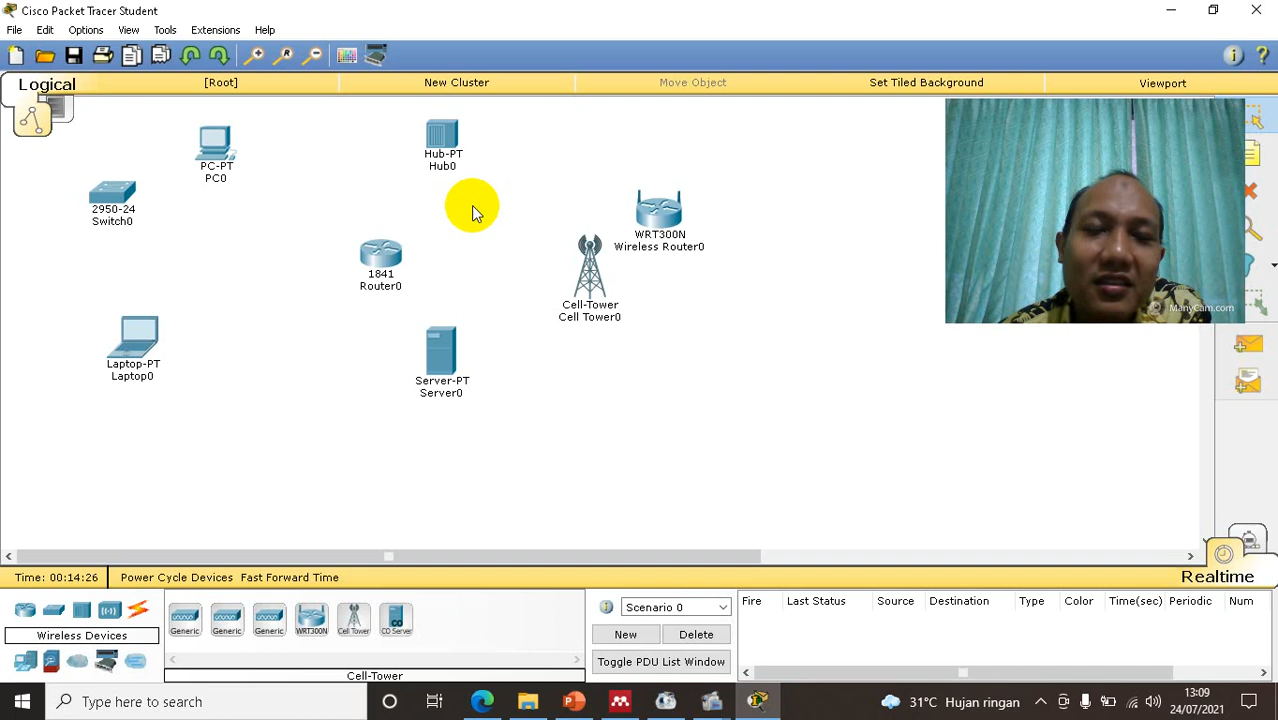 Cisco Packet Tracer Student
File Edit Options View Tools Extensions Help
Logical [Root] New Cluster Move Object Set Tiled Background Viewport
PC-PT
PC0
Hub-PT
Hub0
2950-24
Switch0
WRT300N
Wireless Router0
1841
Router0
Cell-Tower
Cell Tower0
Laptop-PT
Laptop0
Server-PT
Server0
ManyCam.com
Time: 00:14:26 Power Cycle Devices Fast Forward Time Realtime
Wireless Devices
Generic Generic Generic WRT300N Cell Tower CO Server
Cell-Tower
Scenario 0
New Delete
Toggle PDU List Window
Fire Last Status Source Destination Type Color Time(sec) Periodic Num
Type here to search
31°C Hujan ringan
13:09
24/07/2021